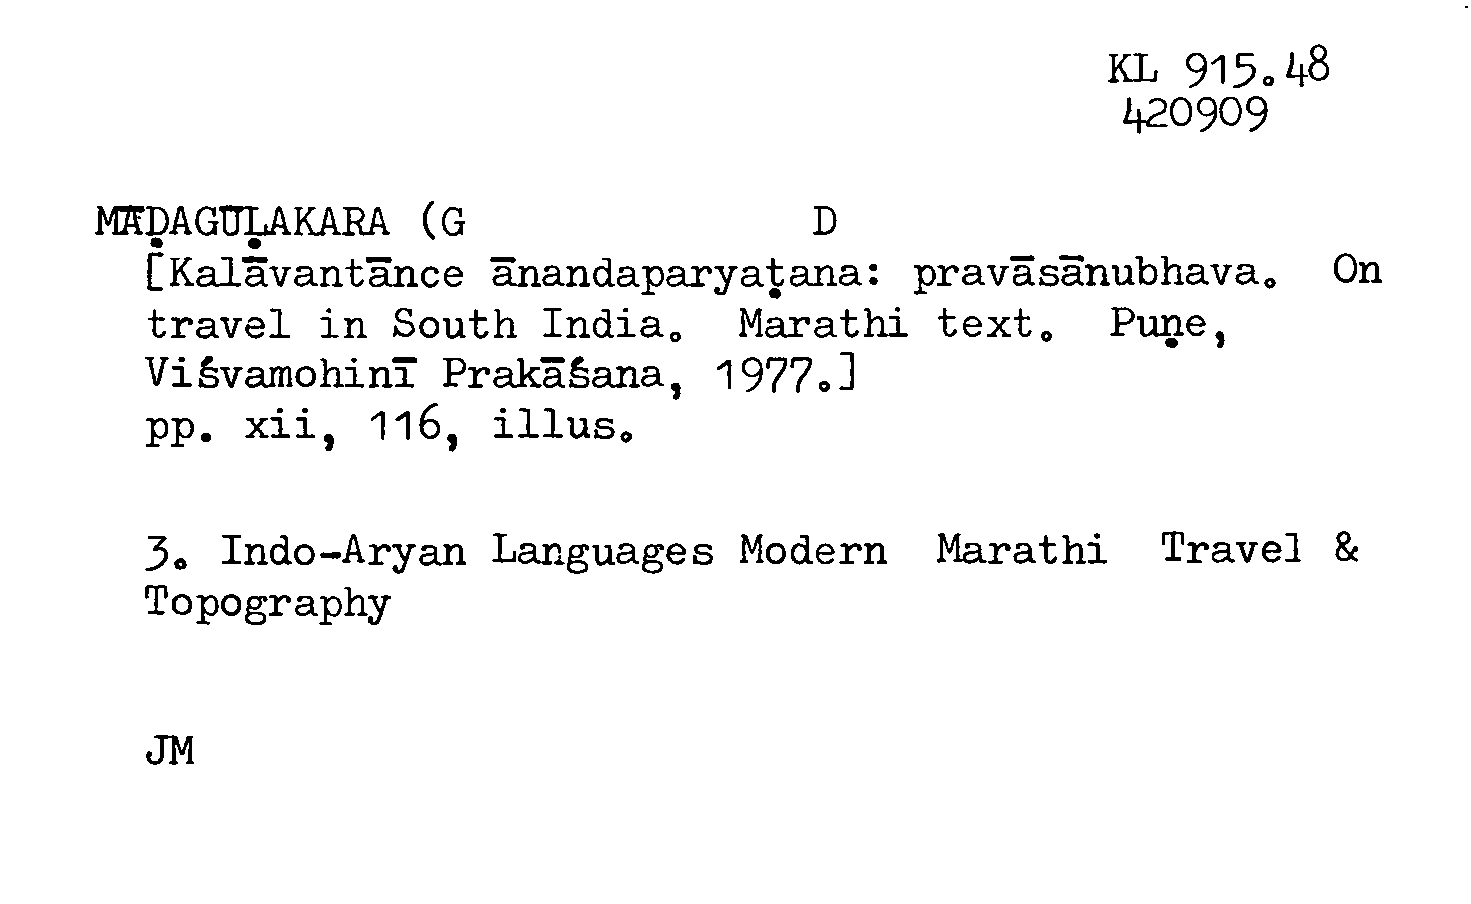 KL 915.48
420909
MĀḌAGŪḶAKARA (G D
[Kalāvantānce ānandaparyaṭana: pravāsānubhava. On
travel in South India. Marathi text. Puṇe,
Viśvamohinī Prakāśana, 1977.]
pp. xii, 116, illus.
3. Indo-Aryan Languages Modern Marathi Travel &
Topography
JM